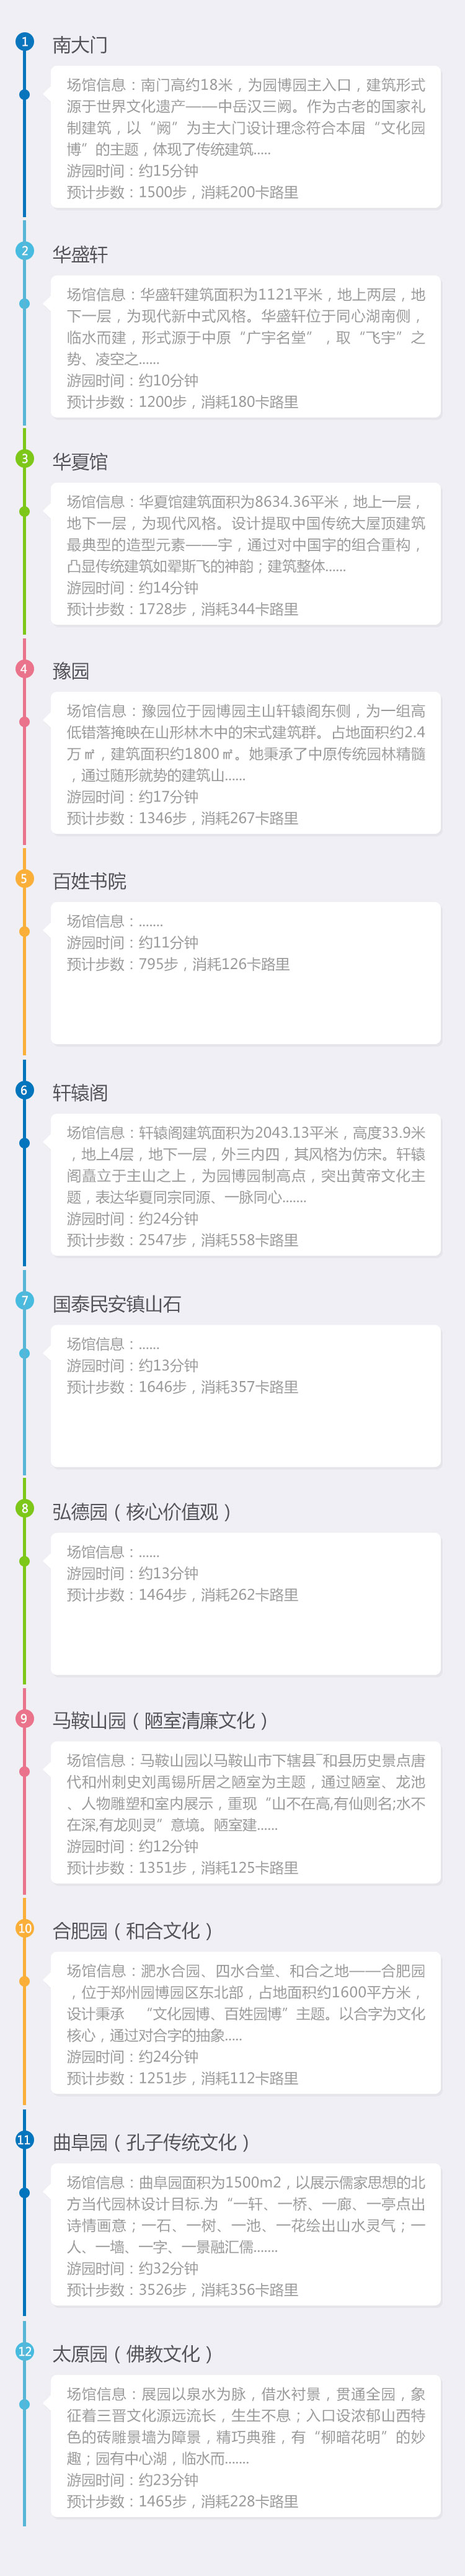 1
南大门
场馆信息：南门高约18米，为园博园主入口，建筑形式
源于世界文化遗产——中岳汉三阙。作为古老的国家礼
制建筑，以“阙”为主大门设计理念符合本届“文化园
博”的主题，体现了传统建筑.....
游园时间：约15分钟
预计步数：1500步，消耗200卡路里
2
华盛轩
场馆信息：华盛轩建筑面积为1121平米，地上两层，地
下一层，为现代新中式风格。华盛轩位于同心湖南侧，
临水而建，形式源于中原“广宇名堂”，取“飞宇”之
势、凌空之......
游园时间：约10分钟
预计步数：1200步，消耗180卡路里
3
华夏馆
场馆信息：华夏馆建筑面积为8634.36平米，地上一层，
地下一层，为现代风格。设计提取中国传统大屋顶建筑
最典型的造型元素——宇，通过对中国字的组合重构，
凸显传统建筑如翚斯飞的神韵；建筑整体......
游园时间：约14分钟
预计步数：1728步，消耗344卡路里
4
豫园
场馆信息：豫园位于园博园主山轩辕阁东侧，为一组高
低错落掩映在山形林木中的宋式建筑群。占地面积约2.4
万㎡，建筑面积约1800㎡。她秉承了中原传统园林精髓
，通过随形就势的建筑山......
游园时间：约17分钟
预计步数：1346步，消耗267卡路里
5
百姓书院
场馆信息：.......
游园时间：约11分钟
预计步数：795步，消耗126卡路里
6
轩辕阁
场馆信息：轩辕阁建筑面积为2043.13平米，高度33.9米
，地上4层，地下一层，外三内四，其风格为仿宋。轩辕
阁矗立于主山之上，为园博园制高点，突出黄帝文化主
题，表达华夏同宗同源、一脉同心.......
游园时间：约24分钟
预计步数：2547步，消耗558卡路里
7
国泰民安镇山石
场馆信息：......
游园时间：约13分钟
预计步数：1646步，消耗357卡路里
8
弘德园（核心价值观）
场馆信息：......
游园时间：约13分钟
预计步数：1464步，消耗262卡路里
9
马鞍山园（陋室清廉文化）
场馆信息：马鞍山园以马鞍山市下辖县¯和县历史景点唐
代和州刺史刘禹锡所居之陋室为主题，通过陋室、龙池
、人物雕塑和室内展示，重现“山不在高,有仙则名;水不
在深,有龙则灵”意境。陋室建......
游园时间：约12分钟
预计步数：1351步，消耗125卡路里
10
合肥园（和合文化）
场馆信息：淝水合园、四水合堂、和合之地——合肥园
，位于郑州园博园区东北部，占地面积约1600平方米，
设计秉承　“文化园博、百姓园博”主题。以合字为文化
核心，通过对合字的抽象.....
游园时间：约24分钟
预计步数：1251步，消耗112卡路里
11
曲阜园（孔子传统文化）
场馆信息：曲阜园面积为1500m2，以展示儒家思想的北
方当代园林设计目标.为“一轩、一桥、一廊、一亭点出
诗情画意；一石、一树、一池、一花绘出山水灵气；一
人、一墙、一字、一景融汇儒.......
游园时间：约32分钟
预计步数：3526步，消耗356卡路里
12
太原园（佛教文化）
场馆信息：展园以泉水为脉，借水衬景，贯通全园，象
征着三晋文化源远流长，生生不息；入口设浓郁山西特
色的砖雕景墙为障景，精巧典雅，有“柳暗花明”的妙
趣；园有中心湖，临水而.......
游园时间：约23分钟
预计步数：1465步，消耗228卡路里